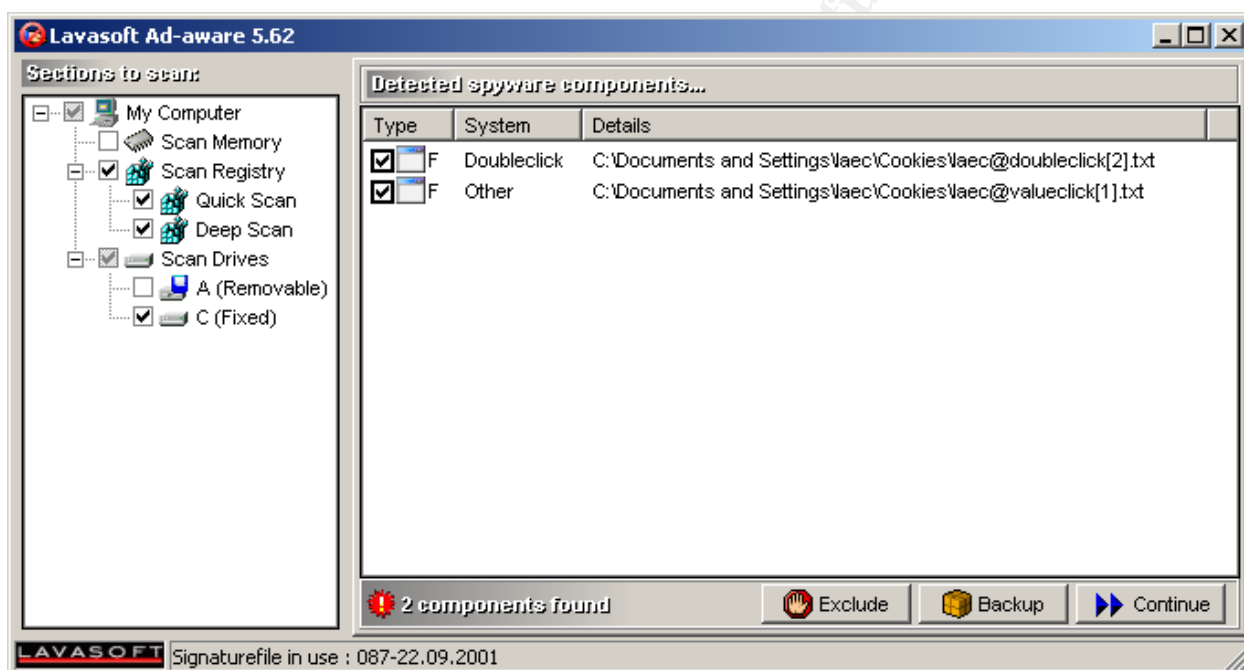 Lavasoft Ad-aware 5.62
Sections to scan:
My Computer
Scan Memory
Scan Registry
Quick Scan
Deep Scan
Scan Drives
A (Removable)
C (Fixed)
Detected spyware components...
Type System Details
F Doubleclick C:\Documents and Settings\laec\Cookies\laec@doubleclick[2].txt
F Other C:\Documents and Settings\laec\Cookies\laec@valueclick[1].txt
2 components found
Exclude Backup Continue
LAVASOFT Signaturefile in use : 087-22.09.2001